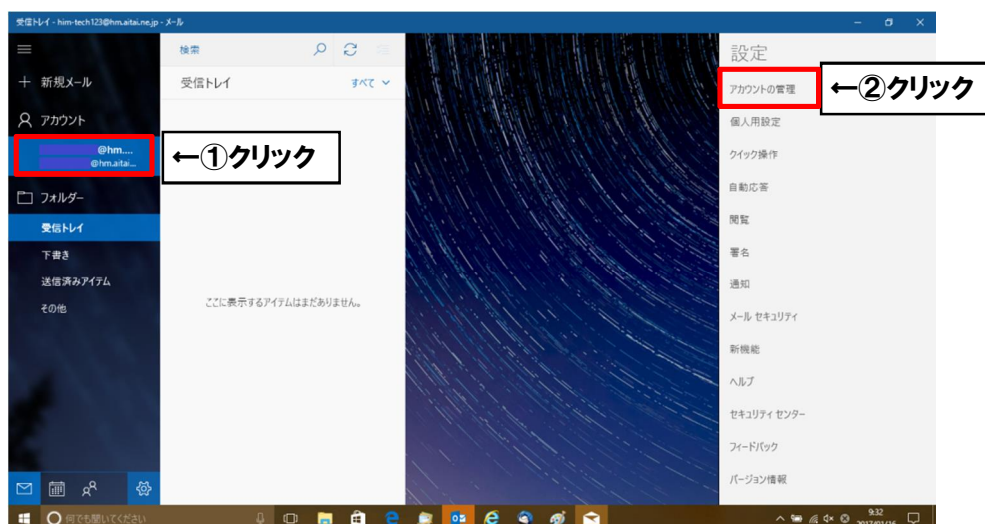 受信トレイ - him-tech123@hm.aitai.ne.jp - メール
検索
設定
＋ 新規メール
受信トレイ
すべて
アカウントの管理
←②クリック
アカウント
個人用設定
@hm....
@hm.aitai...
←①クリック
クイック操作
自動応答
フォルダー
閲覧
受信トレイ
下書き
署名
送信済みアイテム
通知
その他
ここに表示するアイテムはまだありません。
メール セキュリティ
新機能
ヘルプ
セキュリティ センター
フィードバック
バージョン情報
何でも聞いてください
9:32
2017/01/16